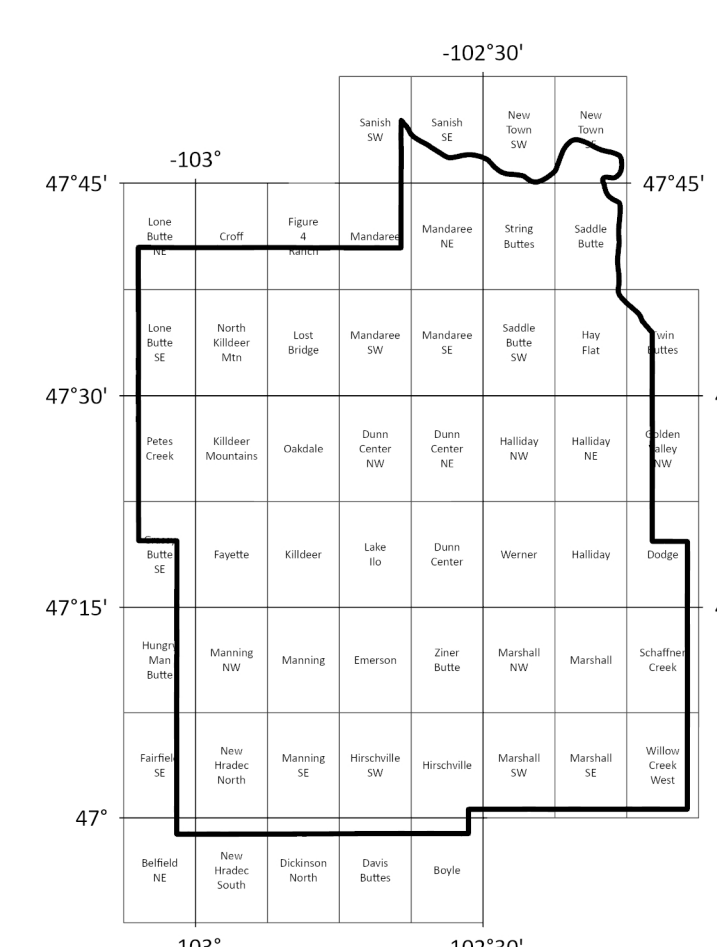 -102°30'
Sanish
SW
Sanish
SE
New
Town
SW
New
Town
SE
-103°
47°45'
47°45'
Lone
Butte
NE
Croff
Figure
4
Ranch
Mandaree
Mandaree
NE
String
Buttes
Saddle
Butte
Lone
Butte
SE
North
Killdeer
Mtn
Lost
Bridge
Mandaree
SW
Mandaree
SE
Saddle
Butte
SW
Hay
Flat
Twin
Buttes
47°30'
Petes
Creek
Killdeer
Mountains
Oakdale
Dunn
Center
NW
Dunn
Center
NE
Halliday
NW
Halliday
NE
Golden
Valley
NW
Grassy
Butte
SE
Fayette
Killdeer
Lake
Ilo
Dunn
Center
Werner
Halliday
Dodge
47°15'
Hungry
Man
Butte
Manning
NW
Manning
Emerson
Ziner
Butte
Marshall
NW
Marshall
Schaffner
Creek
Fairfield
SE
New
Hradec
North
Manning
SE
Hirschville
SW
Hirschville
Marshall
SW
Marshall
SE
Willow
Creek
West
47°
Belfield
NE
New
Hradec
South
Dickinson
North
Davis
Buttes
Boyle
-103°
-102°30'